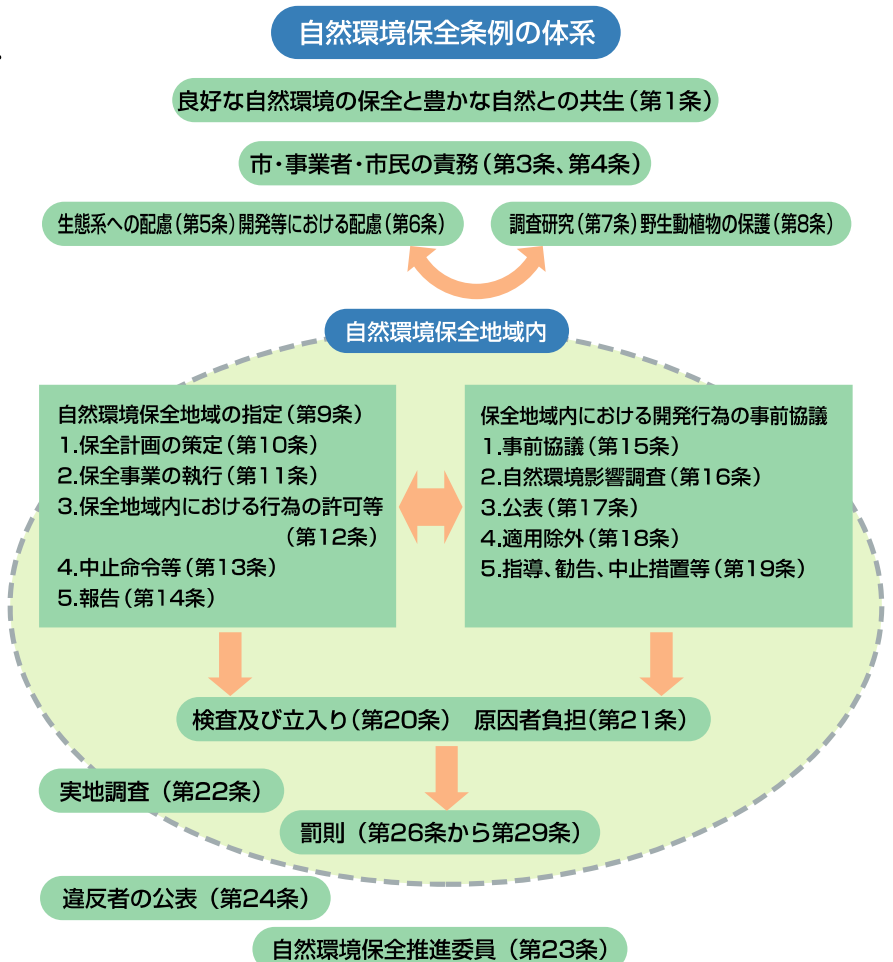 自然環境保全条例の体系
良好な自然環境の保全と豊かな自然との共生(第1条)
市・事業者・市民の責務(第3条、第4条)
生態系への配慮(第5条)開発等における配慮(第6条)
調査研究(第7条)野生動植物の保護(第8条)
自然環境保全地域内
自然環境保全地域の指定(第9条)
1.保全計画の策定(第10条)
2.保全事業の執行(第11条)
3.保全地域内における行為の許可等
(第12条)
4.中止命令等(第13条)
5.報告(第14条)
保全地域内における開発行為の事前協議
1.事前協議(第15条)
2.自然環境影響調査(第16条)
3.公表(第17条)
4.適用除外(第18条)
5.指導、勧告、中止措置等(第19条)
検査及び立入り(第20条) 原因者負担(第21条)
実地調査(第22条)
罰則(第26条から第29条)
違反者の公表(第24条)
自然環境保全推進委員(第23条)